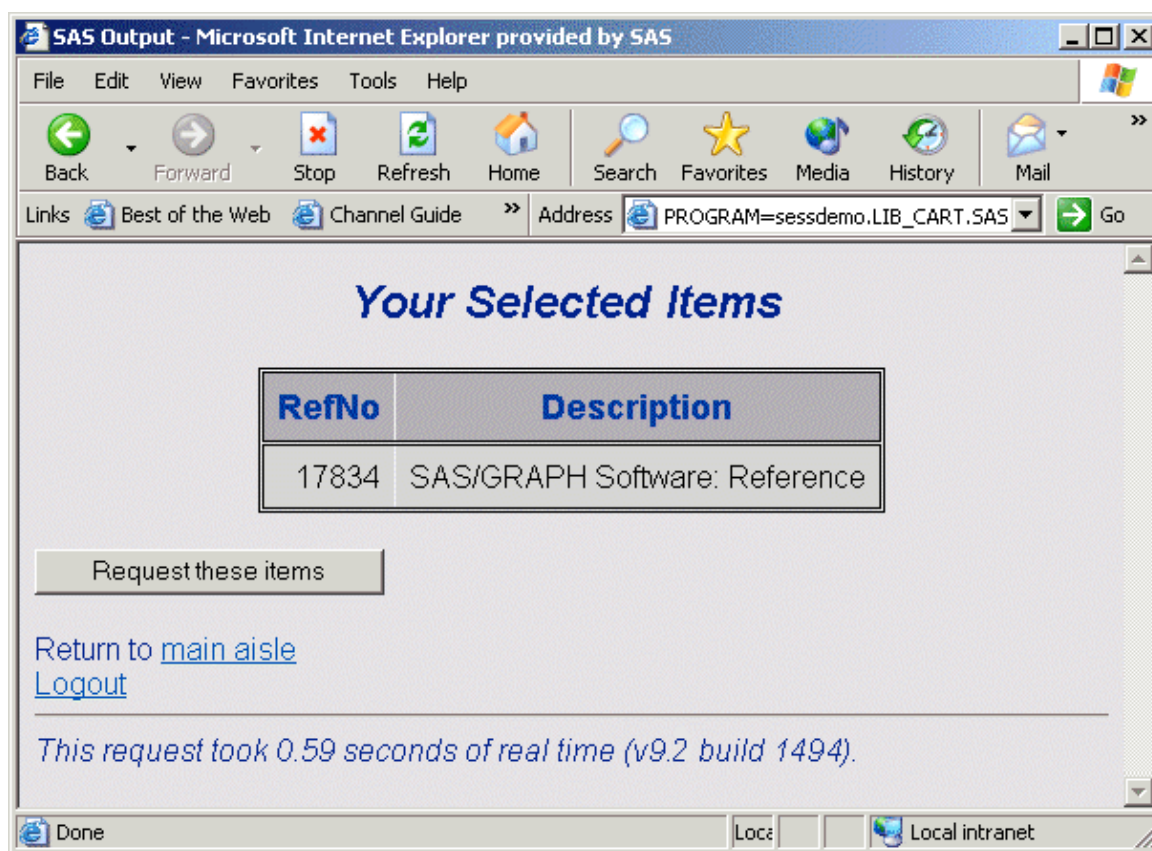 SAS Output - Microsoft Internet Explorer provided by SAS
File Edit View Favorites Tools Help
Back Forward Stop Refresh Home Search Favorites Media History Mail »
Links Best of the Web Channel Guide » Address PROGRAM=sessdemo.LIB_CART.SAS Go
Your Selected Items
RefNo Description
17834 SAS/GRAPH Software: Reference
Request these items
Return to main aisle
Logout
This request took 0.59 seconds of real time (v9.2 build 1494).
Done Local intranet